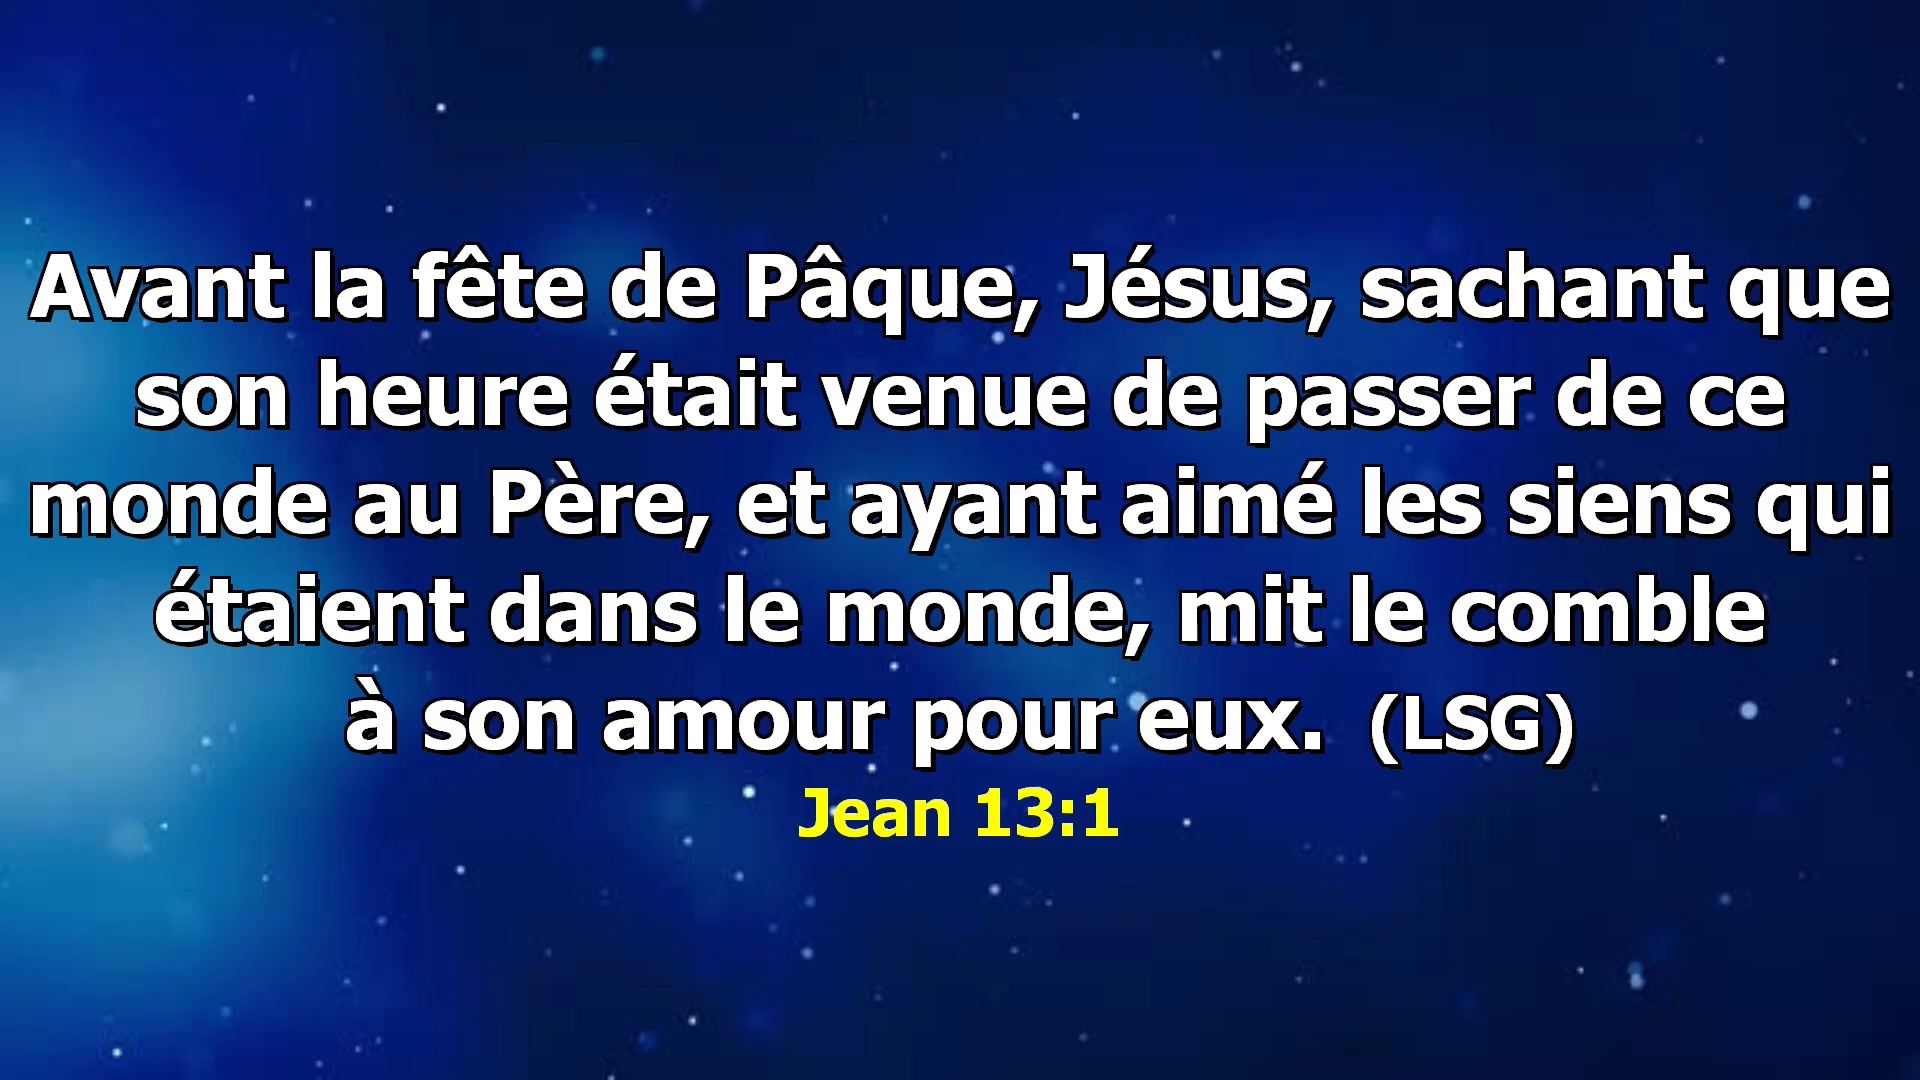 Avant la fête de Pâque, Jésus, sachant que
son heure était venue de passer de ce
monde au Père, et ayant aimé les siens qui
étaient dans le monde, mit le comble
à son amour pour eux. (LSG)
Jean 13:1